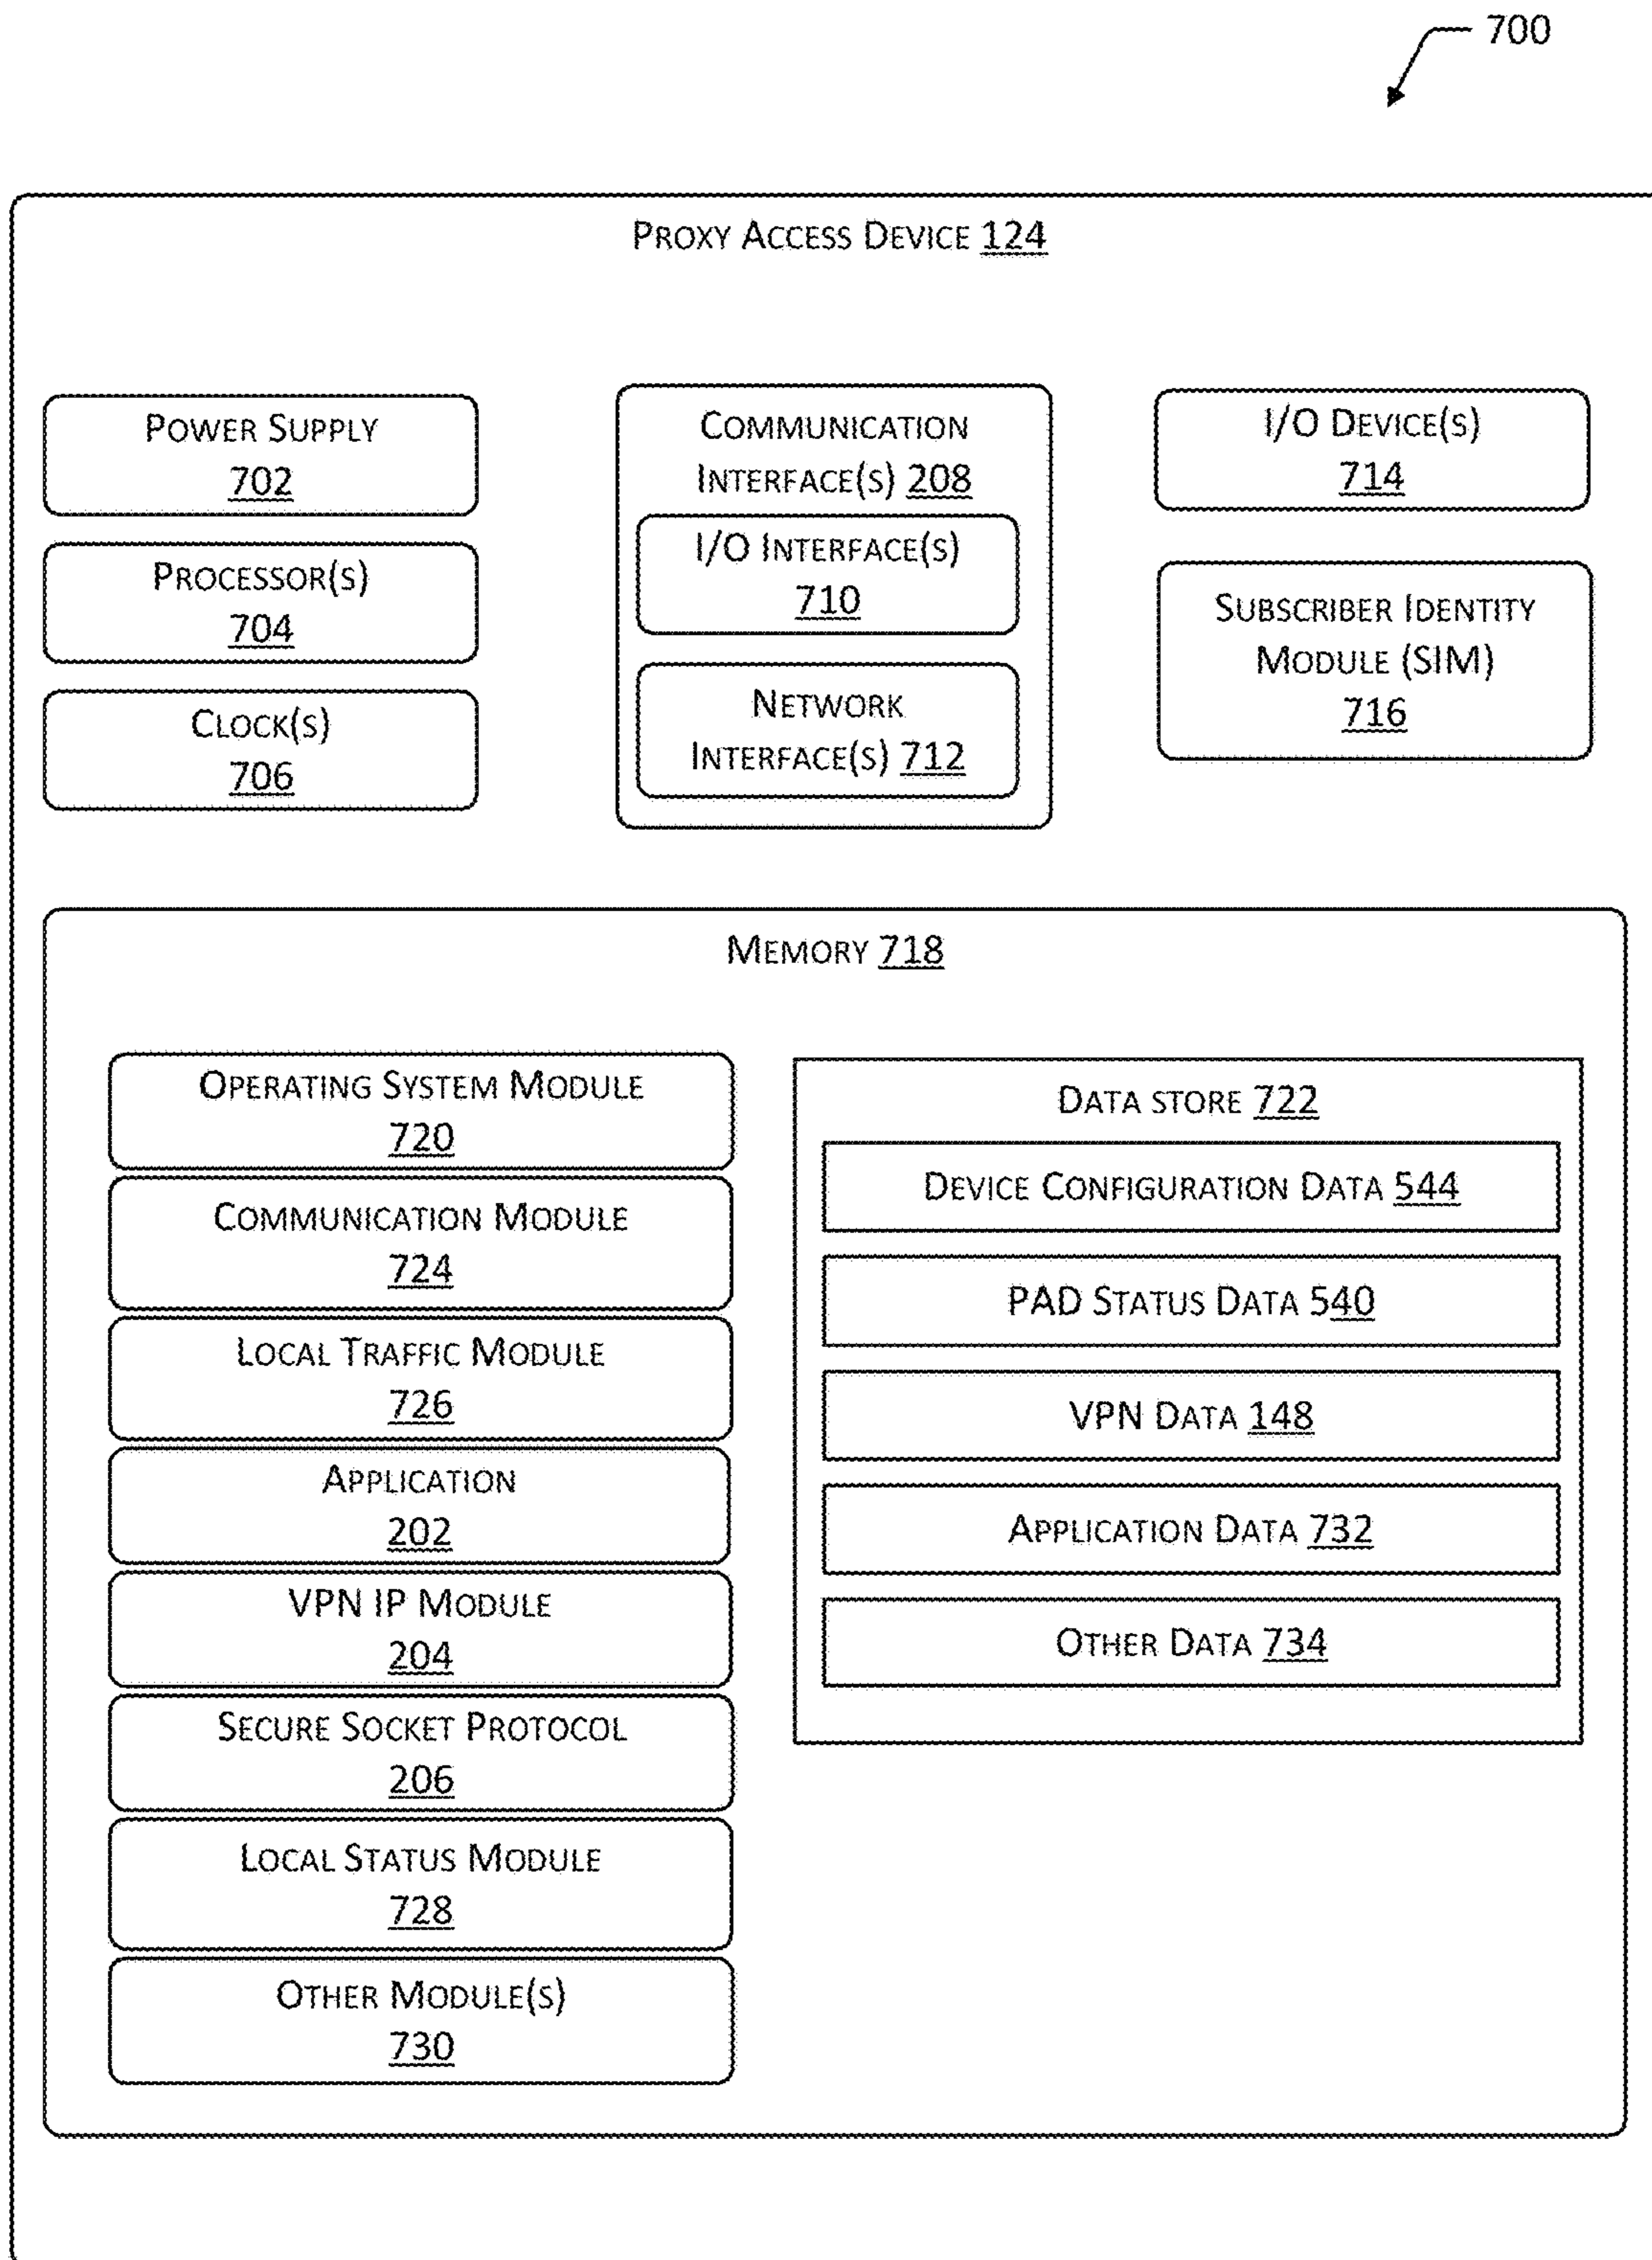 700
PROXY ACCESS DEVICE 124
POWER SUPPLY
702
PROCESSOR(S)
704
CLOCK(S)
706
COMMUNICATION
INTERFACE(S) 208
I/O INTERFACE(S)
710
NETWORK
INTERFACE(S) 712
I/O DEVICE(S)
714
SUBSCRIBER IDENTITY
MODULE (SIM)
716
MEMORY 718
OPERATING SYSTEM MODULE
720
COMMUNICATION MODULE
724
LOCAL TRAFFIC MODULE
726
APPLICATION
202
VPN IP MODULE
204
SECURE SOCKET PROTOCOL
206
LOCAL STATUS MODULE
728
OTHER MODULE(S)
730
DATA STORE 722
DEVICE CONFIGURATION DATA 544
PAD STATUS DATA 540
VPN DATA 148
APPLICATION DATA 732
OTHER DATA 734